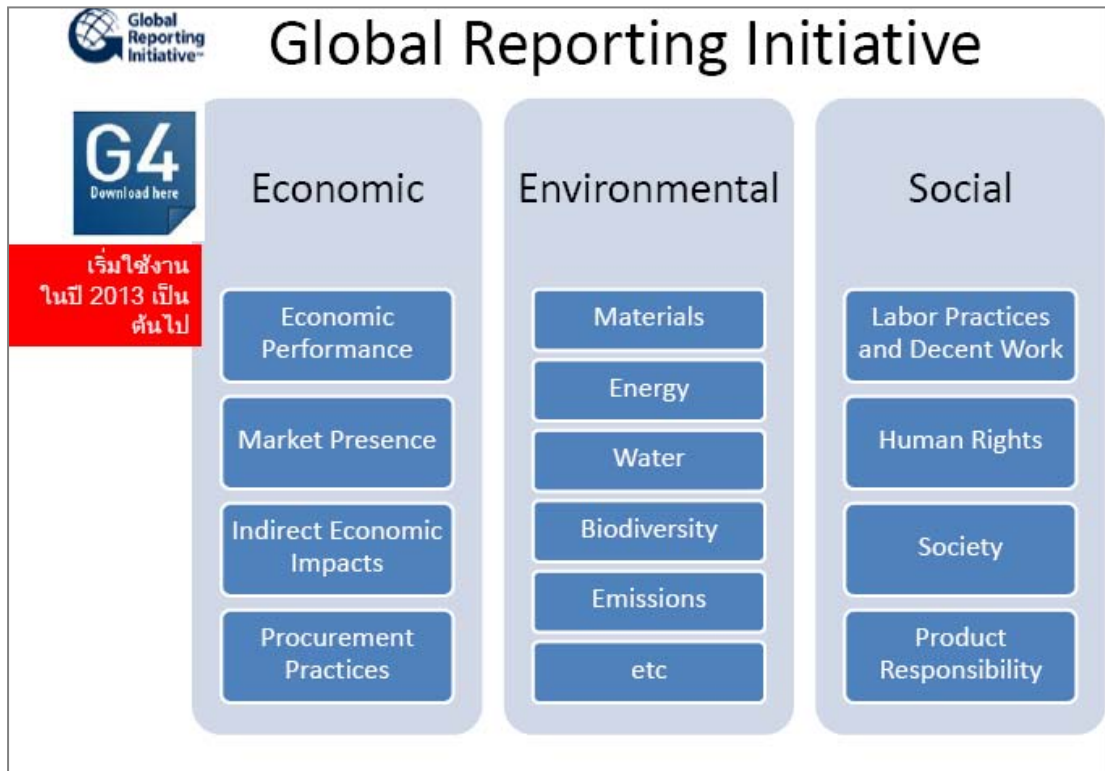 Global
Reporting
Initiative™
Global Reporting Initiative
G4
Download here
เริ่มใช้งาน
ในปี 2013 เป็น
ต้นไป
Economic
Economic
Performance
Market Presence
Indirect Economic
Impacts
Procurement
Practices
Environmental
Materials
Energy
Water
Biodiversity
Emissions
etc
Social
Labor Practices
and Decent Work
Human Rights
Society
Product
Responsibility